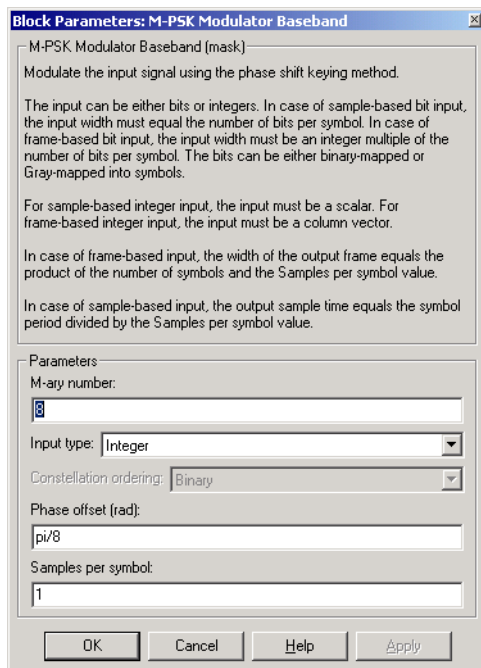 Block Parameters: M-PSK Modulator Baseband
M-PSK Modulator Baseband (mask)
Modulate the input signal using the phase shift keying method.
The input can be either bits or integers. In case of sample-based bit input,
the input width must equal the number of bits per symbol. In case of
frame-based bit input, the input width must be an integer multiple of the
number of bits per symbol. The bits can be either binary-mapped or
Gray-mapped into symbols.
For sample-based integer input, the input must be a scalar. For
frame-based integer input, the input must be a column vector.
In case of frame-based input, the width of the output frame equals the
product of the number of symbols and the Samples per symbol value.
In case of sample-based input, the output sample time equals the symbol
period divided by the Samples per symbol value.
Parameters
M-ary number:
8
Input type: Integer
Constellation ordering: Binary
Phase offset (rad):
pi/8
Samples per symbol:
1
OK Cancel Help Apply